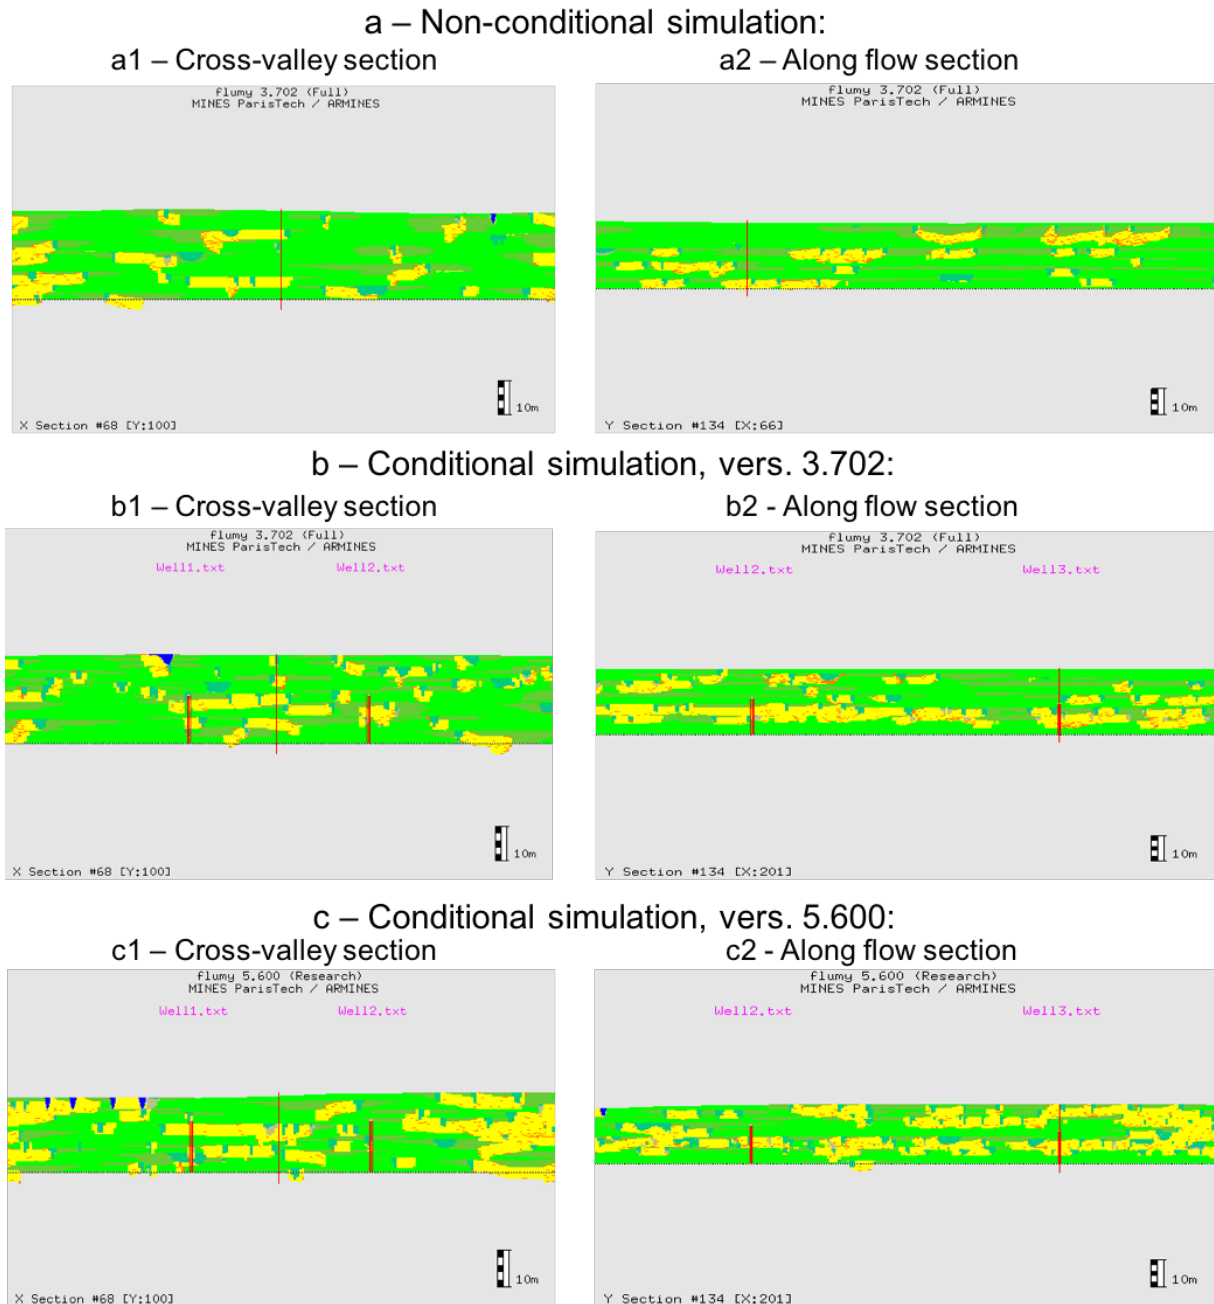 a – Non-conditional simulation:
a1 – Cross-valley section
a2 – Along flow section
flumy 3.702 (Full)
MINES ParisTech / ARMINES
flumy 3.702 (Full)
MINES ParisTech / ARMINES
10m
X Section #68 [Y:100]
10m
Y Section #134 [X:66]
b – Conditional simulation, vers. 3.702:
b1 – Cross-valley section
b2 - Along flow section
flumy 3.702 (Full)
MINES ParisTech / ARMINES
Well1.txt
Well2.txt
flumy 3.702 (Full)
MINES ParisTech / ARMINES
Well2.txt
Well3.txt
10m
X Section #68 [Y:100]
10m
Y Section #134 [X:201]
c – Conditional simulation, vers. 5.600:
c1 – Cross-valley section
c2 - Along flow section
flumy 5.600 (Research)
MINES ParisTech / ARMINES
Well1.txt
Well2.txt
flumy 5.600 (Research)
MINES ParisTech / ARMINES
Well2.txt
Well3.txt
10m
X Section #68 [Y:100]
10m
Y Section #134 [X:201]